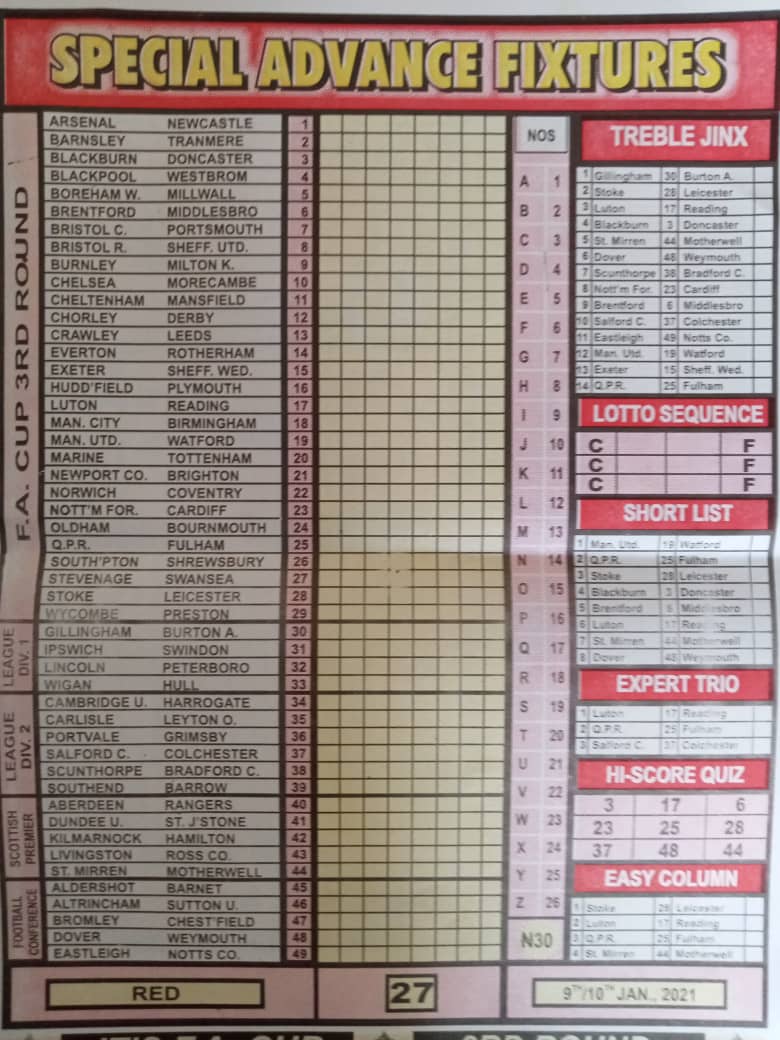 SPECIAL ADVANCE FIXTURES
F.A. CUP 3RD ROUND
ARSENAL NEWCASTLE 1
BARNSLEY TRANMERE 2
BLACKBURN DONCASTER 3
BLACKPOOL WESTBROM 4
BOREHAM W. MILLWALL 5
BRENTFORD MIDDLESBRO 6
BRISTOL C. PORTSMOUTH 7
BRISTOL R. SHEFF. UTD. 8
BURNLEY MILTON K. 9
CHELSEA MORECAMBE 10
CHELTENHAM MANSFIELD 11
CHORLEY DERBY 12
CRAWLEY LEEDS 13
EVERTON ROTHERHAM 14
EXETER SHEFF. WED. 15
HUDD'FIELD PLYMOUTH 16
LUTON READING 17
MAN. CITY BIRMINGHAM 18
MAN. UTD. WATFORD 19
MARINE TOTTENHAM 20
NEWPORT CO. BRIGHTON 21
NORWICH COVENTRY 22
NOTT'M FOR. CARDIFF 23
OLDHAM BOURNMOUTH 24
Q.P.R. FULHAM 25
SOUTH'PTON SHREWSBURY 26
STEVENAGE SWANSEA 27
STOKE LEICESTER 28
WYCOMBE PRESTON 29
LEAGUE
DIV. 1
GILLINGHAM BURTON A. 30
IPSWICH SWINDON 31
LINCOLN PETERBORO 32
WIGAN HULL 33
LEAGUE
DIV. 2
CAMBRIDGE U. HARROGATE 34
CARLISLE LEYTON O. 35
PORTVALE GRIMSBY 36
SALFORD C. COLCHESTER 37
SCUNTHORPE BRADFORD C. 38
SOUTHEND BARROW 39
SCOTTISH
PREMIER
ABERDEEN RANGERS 40
DUNDEE U. ST. J'STONE 41
KILMARNOCK HAMILTON 42
LIVINGSTON ROSS CO. 43
ST. MIRREN MOTHERWELL 44
FOOTBALL
CONFERENCE
ALDERSHOT BARNET 45
ALTRINCHAM SUTTON U. 46
BROMLEY CHEST'FIELD 47
DOVER WEYMOUTH 48
EASTLEIGH NOTTS CO. 49
NOS
A 1
B 2
C 3
D 4
E 5
F 6
G 7
H 8
I 9
J 10
K 11
L 12
M 13
N 14
O 15
P 16
Q 17
R 18
S 19
T 20
U 21
V 22
W 23
X 24
Y 25
Z 26
N30
TREBLE JINX
1 Gillingham 30 Burton A.
2 Stoke 28 Leicester
3 Luton 17 Reading
4 Blackburn 3 Doncaster
5 St. Mirren 44 Motherwell
6 Dover 48 Weymouth
7 Scunthorpe 38 Bradford C.
8 Nott'm For. 23 Cardiff
9 Brentford 6 Middlesbro
10 Salford C. 37 Colchester
11 Eastleigh 49 Notts Co.
12 Man. Utd. 19 Watford
13 Exeter 15 Sheff. Wed.
14 Q.P.R. 25 Fulham
LOTTO SEQUENCE
C F
C F
C F
SHORT LIST
1 Man. Utd. 19 Watford
2 Q.P.R. 25 Fulham
3 Stoke 28 Leicester
4 Blackburn 3 Doncaster
5 Brentford 6 Middlesbro
6 Luton 17 Reading
7 St. Mirren 44 Motherwell
8 Dover 48 Weymouth
EXPERT TRIO
1 Luton 17 Reading
2 Q.P.R. 25 Fulham
3 Salford C. 37 Colchester
HI-SCORE QUIZ
3 17 6
23 25 28
37 48 44
EASY COLUMN
1 Stoke 28 Leicester
2 Luton 17 Reading
3 Q.P.R. 25 Fulham
4 St. Mirren 44 Motherwell
RED
27
9TH/10TH JAN., 2021
IT'S F.A. CUP 3RD ROUND